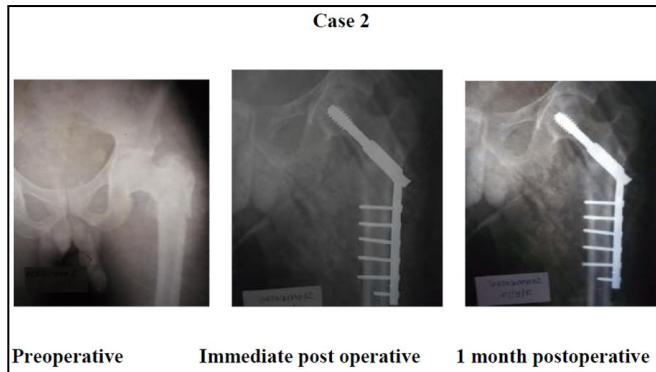 Case 2
Preoperative
Immediate post operative
1 month postoperative